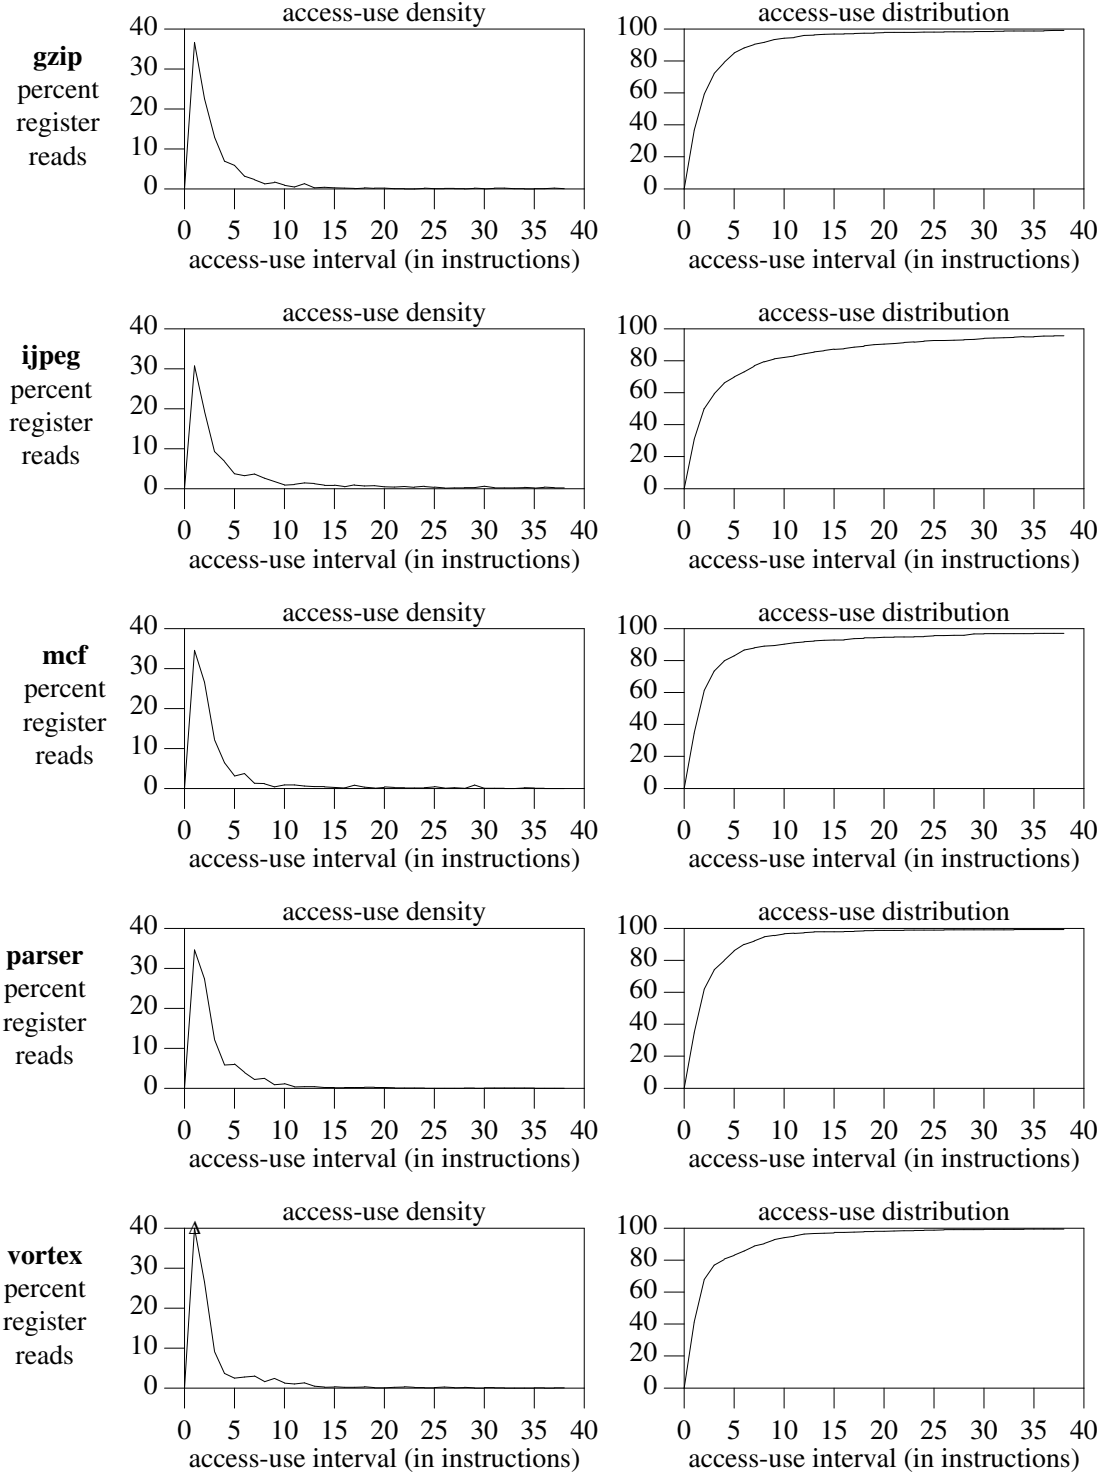 access-use density
access-use distribution
gzip
percent
register
reads
40
30
20
10
0
0 5 10 15 20 25 30 35 40
access-use interval (in instructions)
100
80
60
40
20
0
0 5 10 15 20 25 30 35 40
access-use interval (in instructions)
access-use density
access-use distribution
ijpeg
percent
register
reads
40
30
20
10
0
0 5 10 15 20 25 30 35 40
access-use interval (in instructions)
100
80
60
40
20
0
0 5 10 15 20 25 30 35 40
access-use interval (in instructions)
access-use density
access-use distribution
mcf
percent
register
reads
40
30
20
10
0
0 5 10 15 20 25 30 35 40
access-use interval (in instructions)
100
80
60
40
20
0
0 5 10 15 20 25 30 35 40
access-use interval (in instructions)
access-use density
access-use distribution
parser
percent
register
reads
40
30
20
10
0
0 5 10 15 20 25 30 35 40
access-use interval (in instructions)
100
80
60
40
20
0
0 5 10 15 20 25 30 35 40
access-use interval (in instructions)
access-use density
access-use distribution
vortex
percent
register
reads
40
30
20
10
0
0 5 10 15 20 25 30 35 40
access-use interval (in instructions)
100
80
60
40
20
0
0 5 10 15 20 25 30 35 40
access-use interval (in instructions)